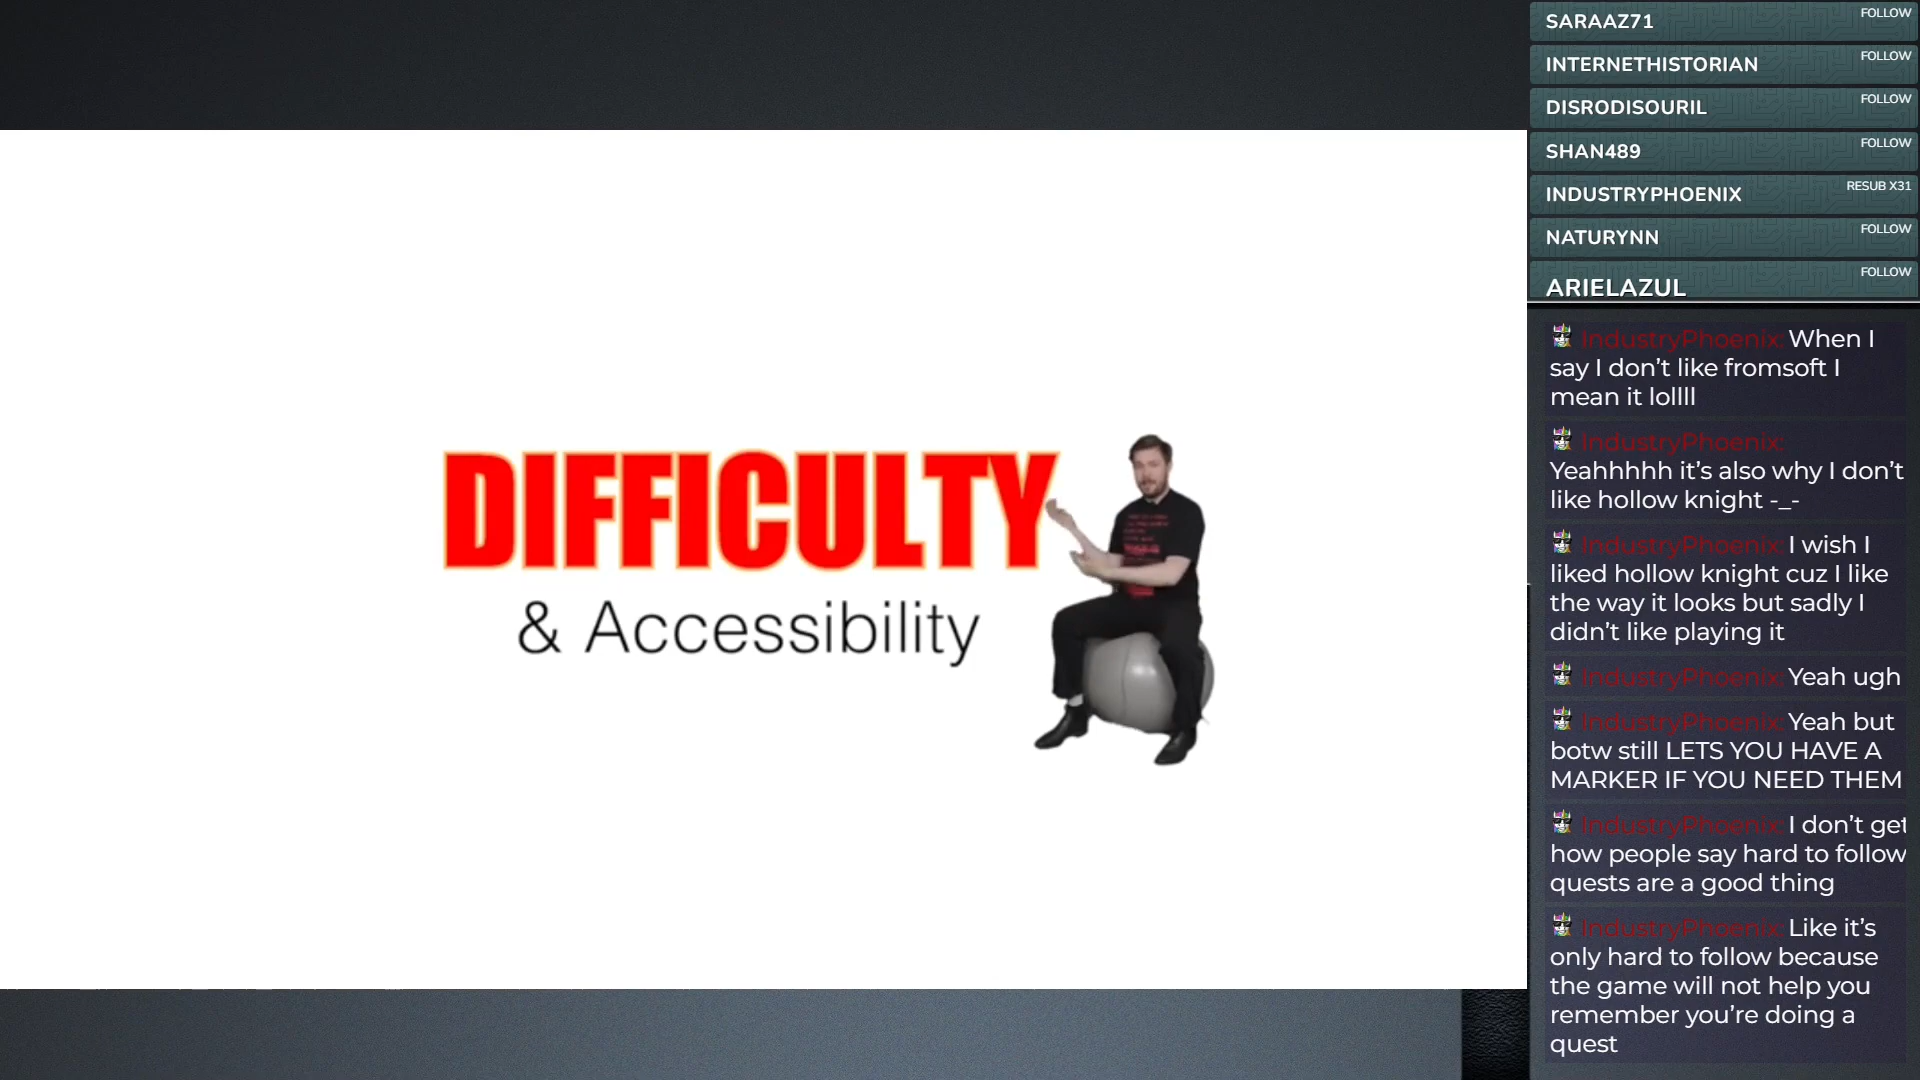 SARAAZ71
FOLLOW
INTERNETHISTORIAN
FOLLOW
DISRODISOURIL
FOLLOW
SHAN489
FOLLOW
INDUSTRYPHOENIX
RESUB X31
NATURYNN
FOLLOW
ARIELAZUL
FOLLOW
DIFFICULTY
& Accessibility
IndustryPhoenix: When I
say I don’t like fromsoft I
mean it lollll
IndustryPhoenix:
Yeahhhhh it’s also why I don’t
like hollow knight -_-
IndustryPhoenix: I wish I
liked hollow knight cuz I like
the way it looks but sadly I
didn’t like playing it
IndustryPhoenix: Yeah ugh
IndustryPhoenix: Yeah but
botw still LETS YOU HAVE A
MARKER IF YOU NEED THEM
IndustryPhoenix: I don’t get
how people say hard to follow
quests are a good thing
IndustryPhoenix: Like it’s
only hard to follow because
the game will not help you
remember you’re doing a
quest